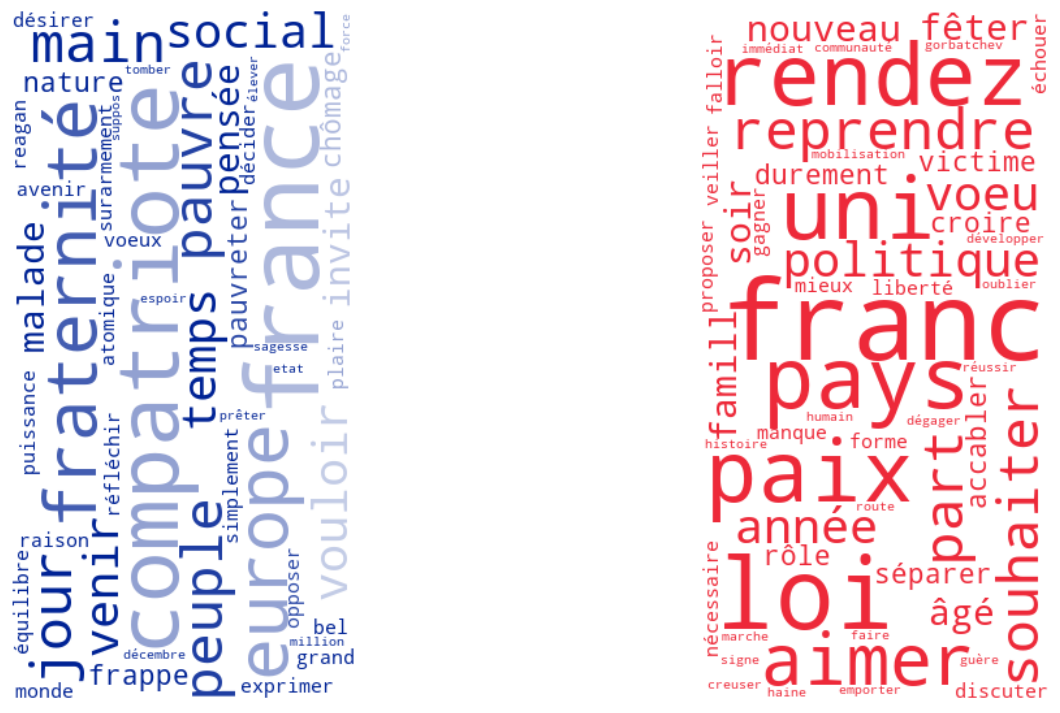 désirer
main
social
force
nature
tomber
pauvre
pensée
élever
france
chômage
reagan
fraternité
suppos
surarmement
compatriote
décider
avenir
voeux
malade
pauvreter
invite
atomique
espoir
temps
sagesse
etat
plaire
puissance
réfléchir
prêter
europe
vouloir
simplement
peuple
raison
équilibre
jour
venir
opposer
bel
million
grand
décembre
frappe
exprimer
monde
nouveau
fêter
échouer
immédiat
communauté
gorbatchev
falloir
rendez
reprendre
mobilisation
victime
veiller
durement
soir
gagner
uni
voeu
croire
développer
proposer
politique
mieux
liberté
oublier
franc
famill
pays
réussir
humain
dégager
accabler
souhaiter
histoire
manque
forme
paix
part
route
année
rôle
nécessaire
loi
séparer
âgé
marche
faire
aimer
signe
guère
creuser
haine
emporter
discuter